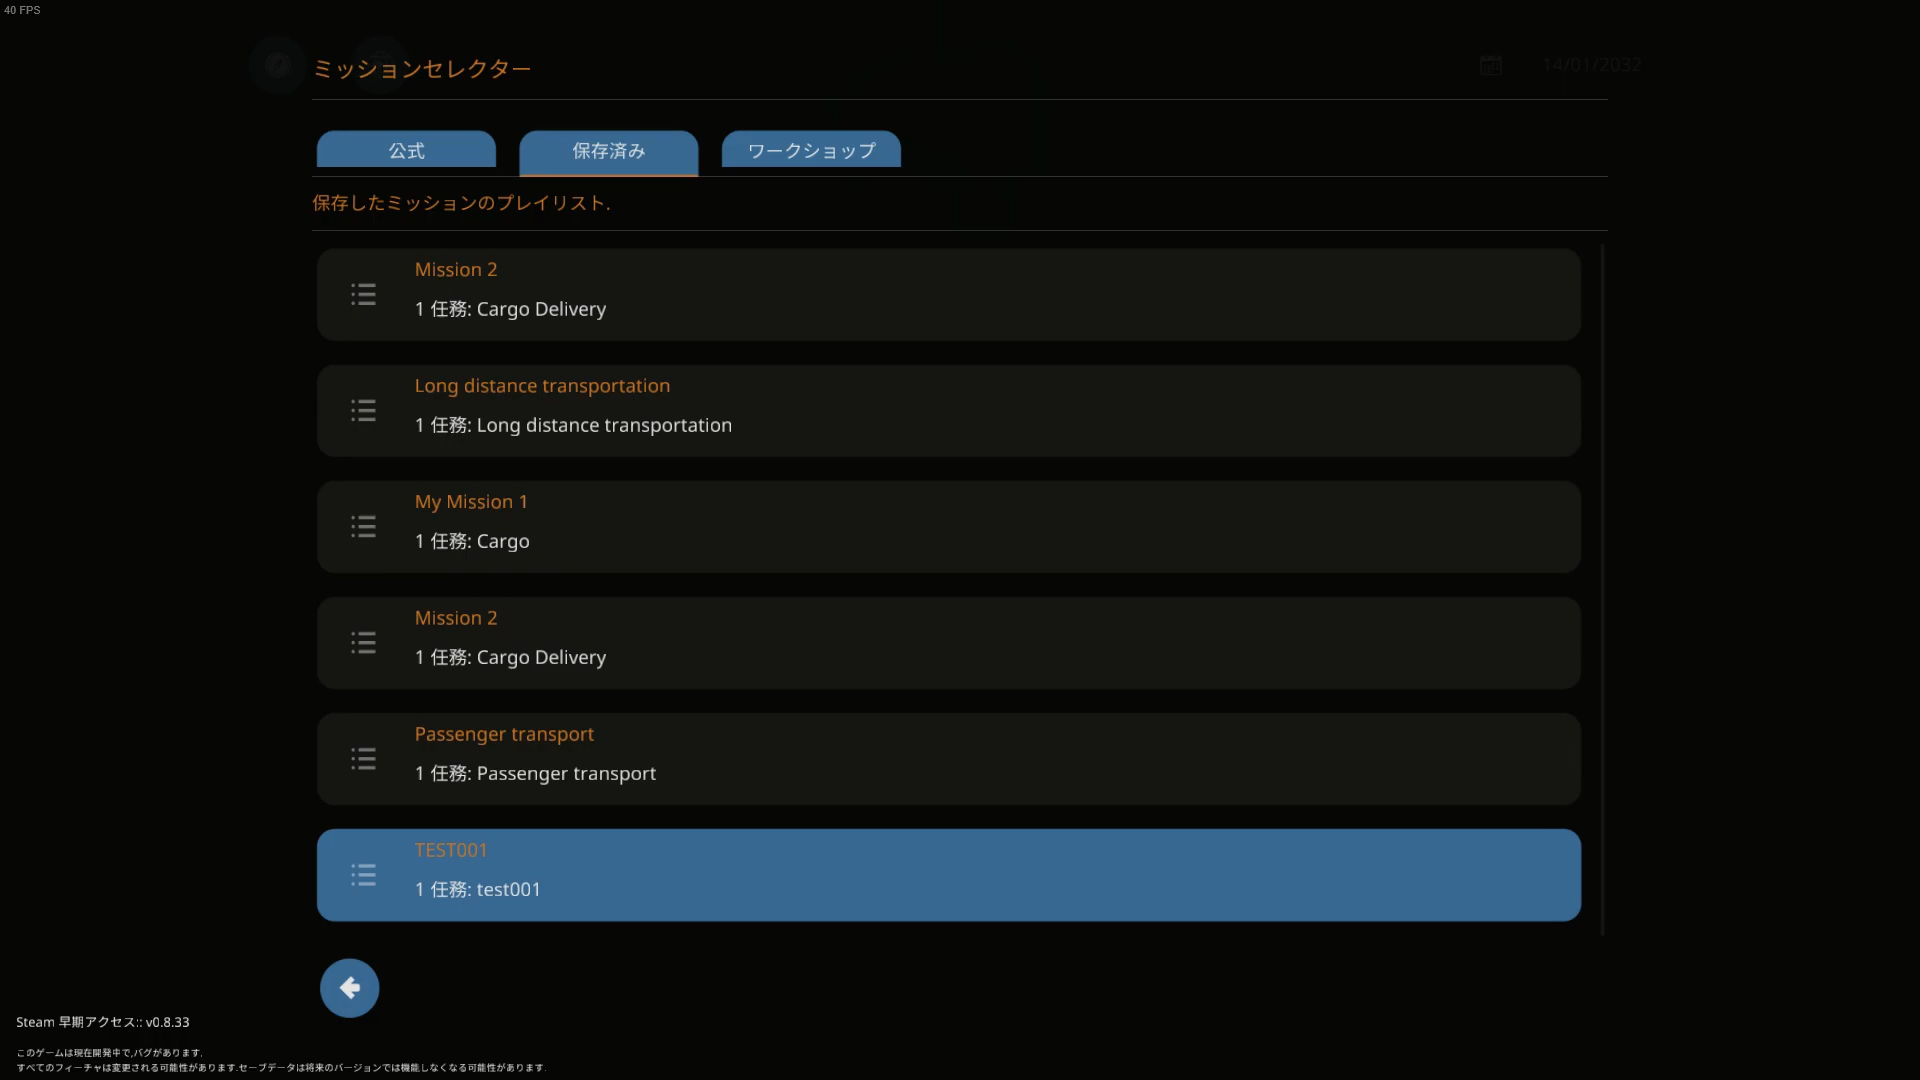 40 FPS
ミッションセレクター
14/01/2032
公式
保存済み
ワークショップ
保存したミッションのプレイリスト.
Mission 2
1 任務: Cargo Delivery
Long distance transportation
1 任務: Long distance transportation
My Mission 1
1 任務: Cargo
Mission 2
1 任務: Cargo Delivery
Passenger transport
1 任務: Passenger transport
TEST001
1 任務: test001
Steam 早期アクセス:: v0.8.33
このゲームは現在開発中で,バグがあります.
すべてのフィーチャは変更される可能性があります.セーブデータは将来のバージョンでは機能しなくなる可能性があります.